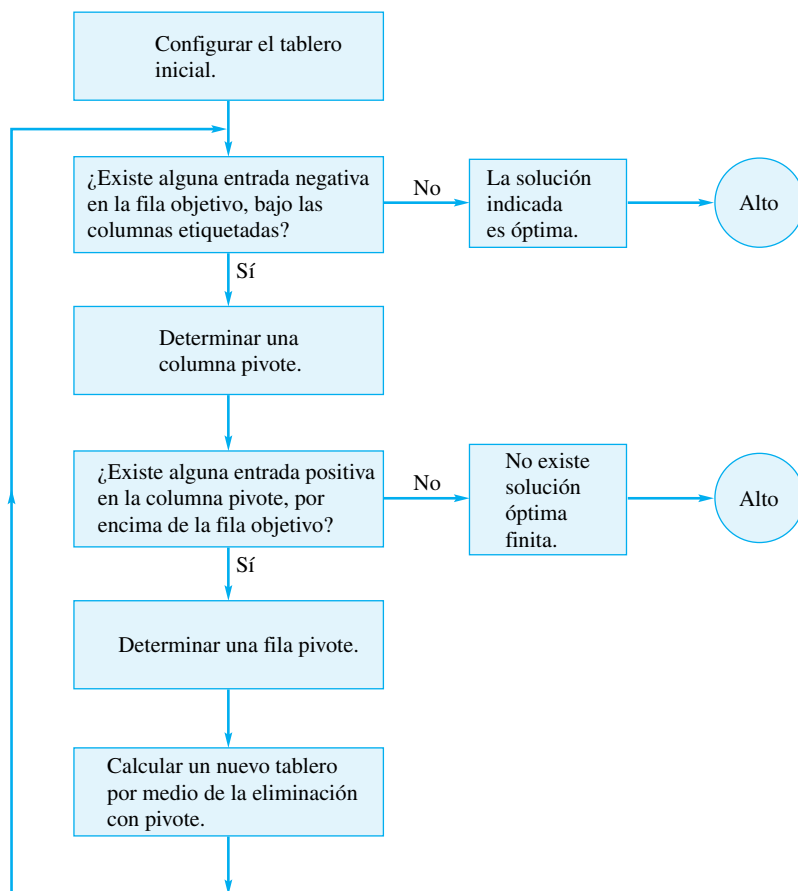 Configurar el tablero
inicial.
¿Existe alguna entrada negativa
en la fila objetivo, bajo las
columnas etiquetadas?
No
La solución
indicada
es óptima.
Alto
Sí
Determinar una
columna pivote.
¿Existe alguna entrada positiva
en la columna pivote, por
encima de la fila objetivo?
No
No existe
solución
óptima
finita.
Alto
Sí
Determinar una fila pivote.
Calcular un nuevo tablero
por medio de la eliminación
con pivote.